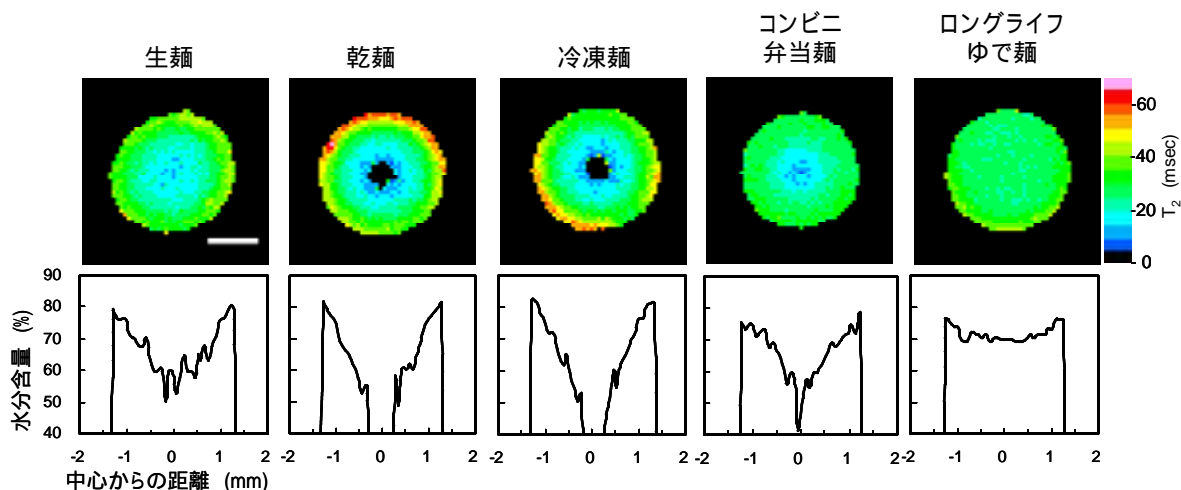 生麺
乾麺
冷凍麺
コンビニ
弁当麺
ロングライフ
ゆで麺
60
40
20
0
T2 (msec)
90
80
70
60
50
40
水分含量 (%)
-2 -1 0 1 2
-2 -1 0 1 2
-2 -1 0 1 2
-2 -1 0 1 2
-2 -1 0 1 2
中心からの距離 (mm)